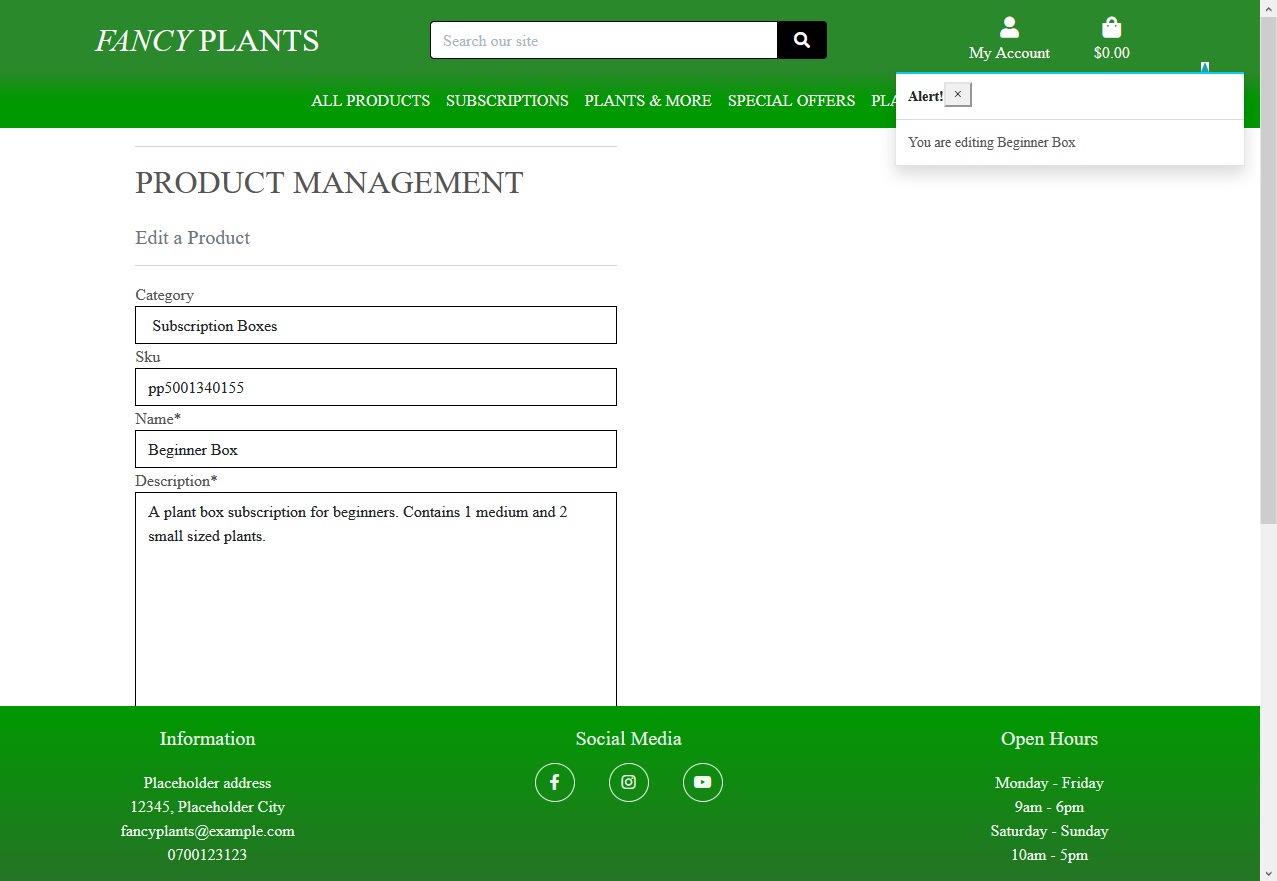 FANCY PLANTS
Search our site
My Account
$0.00
ALL PRODUCTS SUBSCRIPTIONS PLANTS & MORE SPECIAL OFFERS
Alert! ×
You are editing Beginner Box
PRODUCT MANAGEMENT
Edit a Product
Category
Subscription Boxes
Sku
pp5001340155
Name*
Beginner Box
Description*
A plant box subscription for beginners. Contains 1 medium and 2
small sized plants.
Information
Placeholder address
12345, Placeholder City
fancyplants@example.com
0700123123
Social Media
Open Hours
Monday - Friday
9am - 6pm
Saturday - Sunday
10am - 5pm